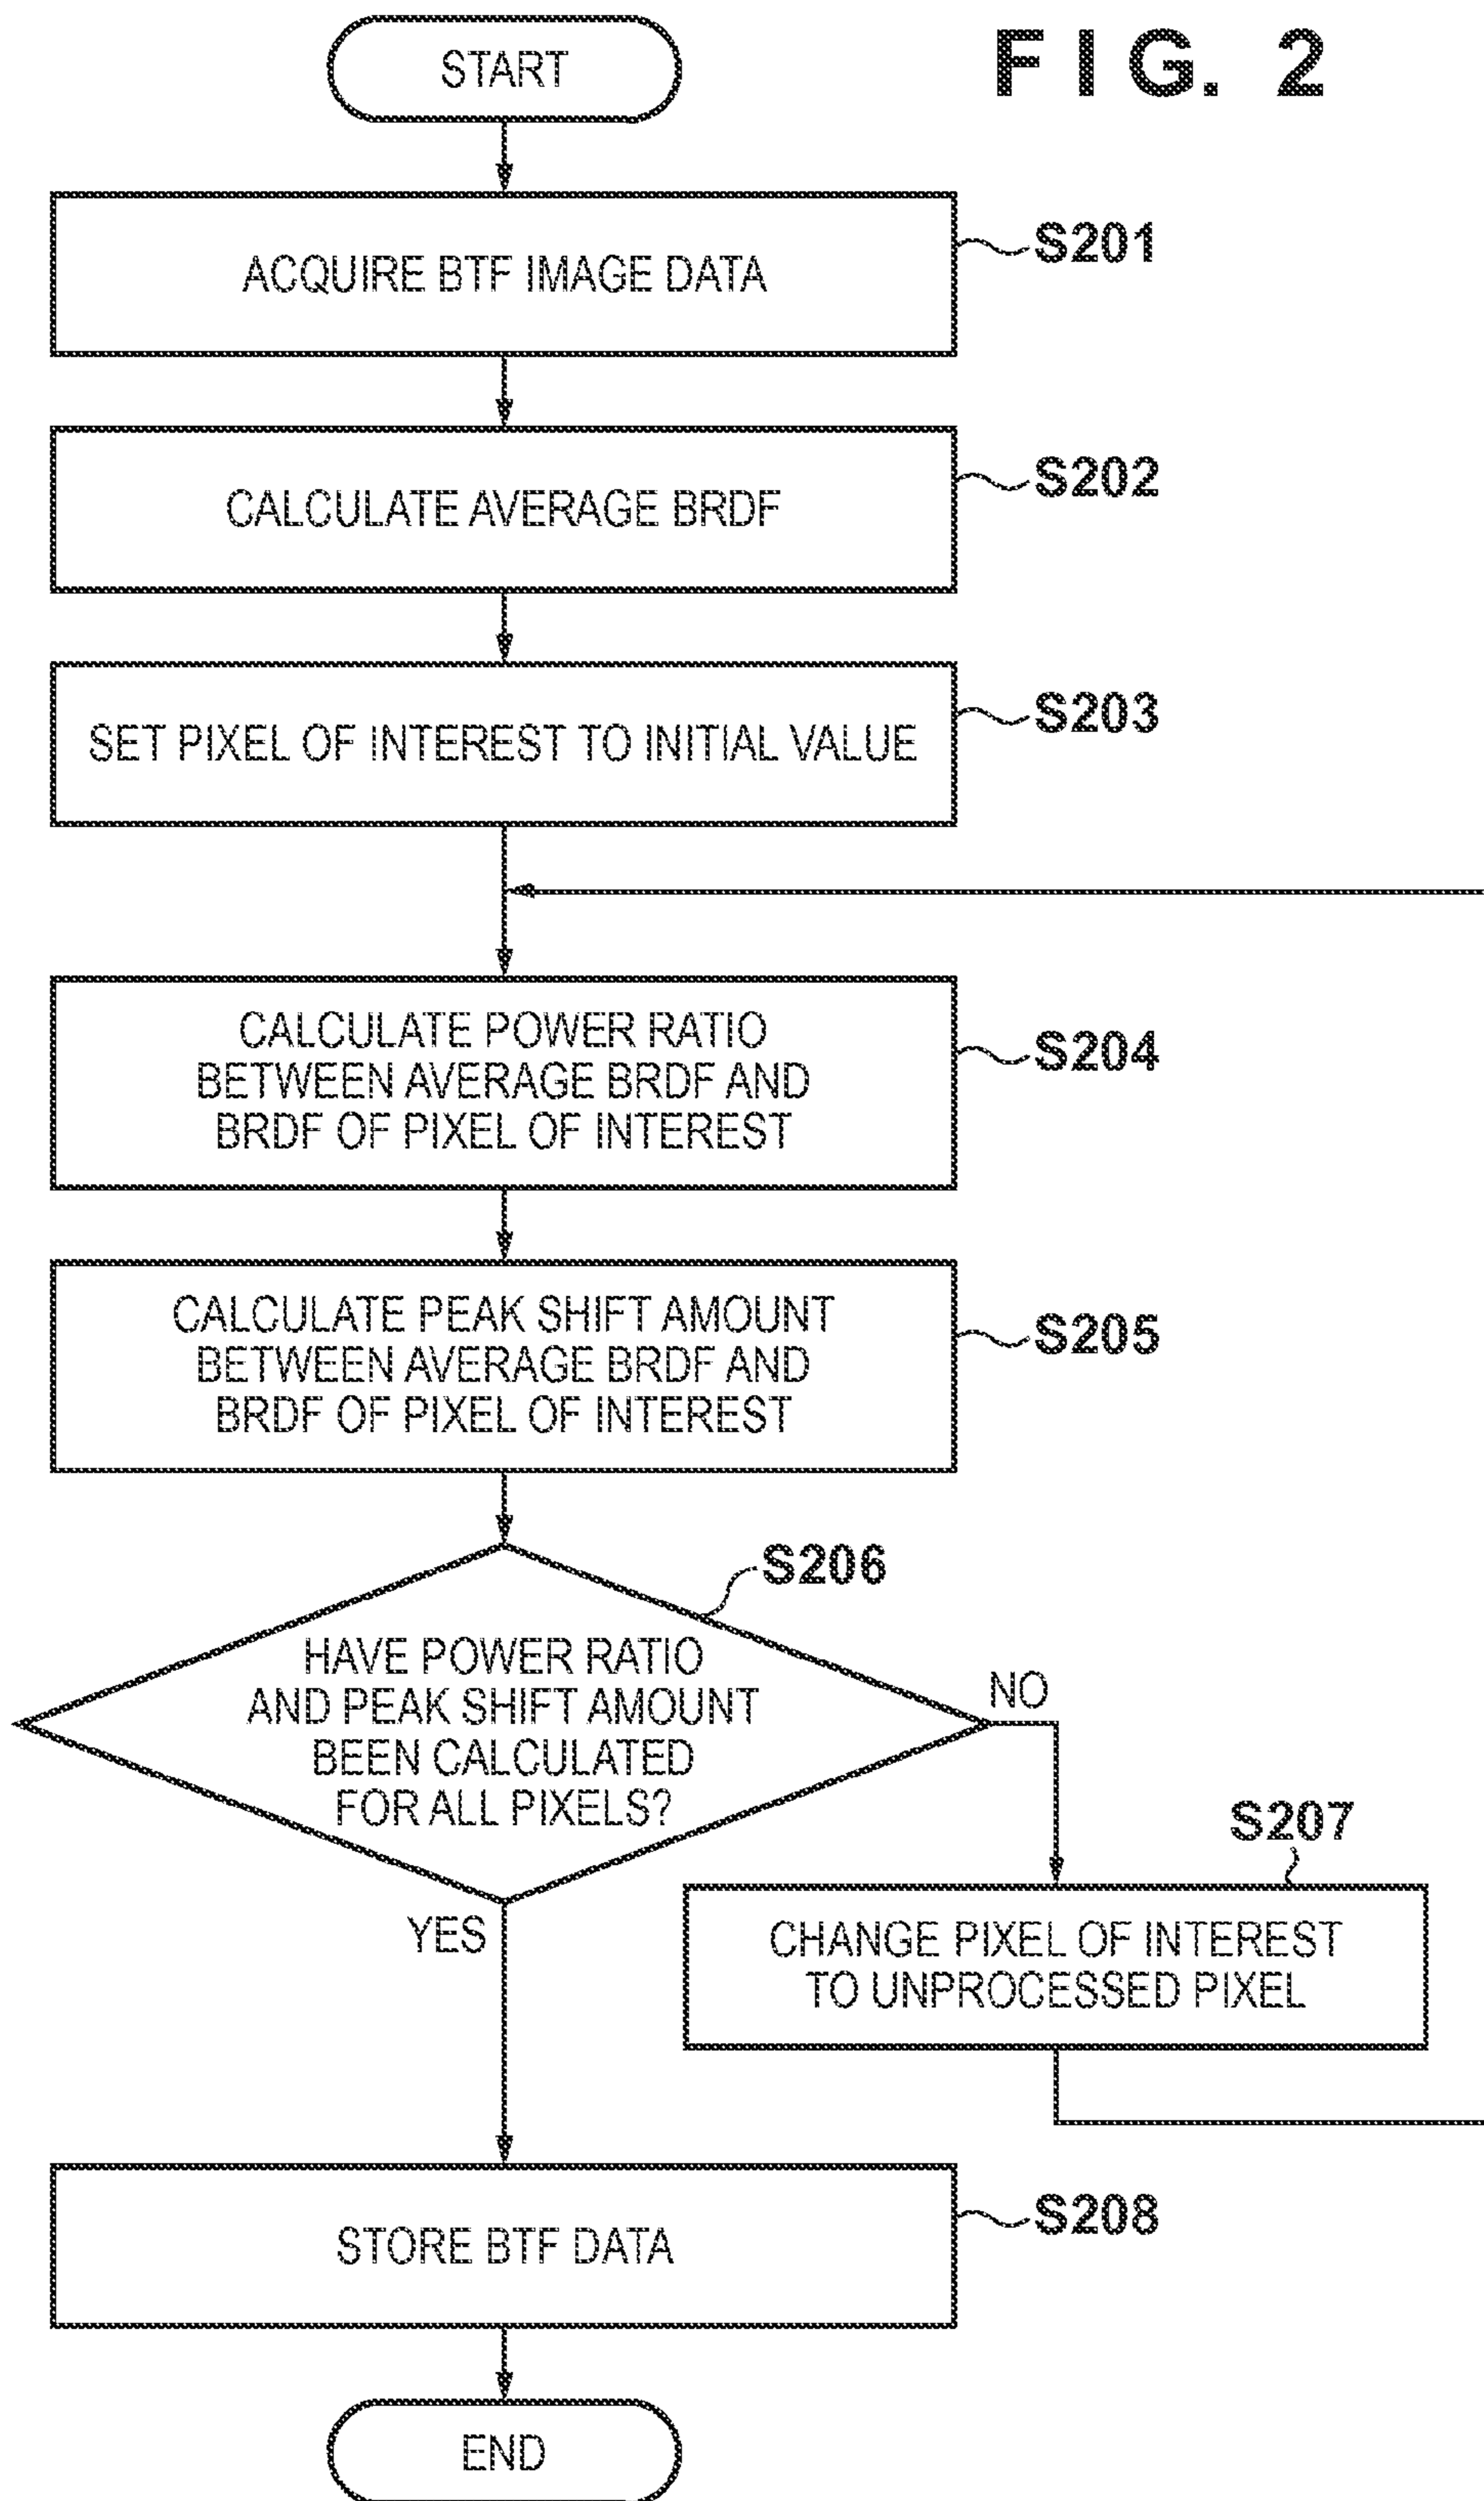 FIG. 2
START
ACQUIRE BTF IMAGE DATA
S201
CALCULATE AVERAGE BRDF
S202
SET PIXEL OF INTEREST TO INITIAL VALUE
S203
CALCULATE POWER RATIO
BETWEEN AVERAGE BRDF AND
BRDF OF PIXEL OF INTEREST
S204
CALCULATE PEAK SHIFT AMOUNT
BETWEEN AVERAGE BRDF AND
BRDF OF PIXEL OF INTEREST
S205
S206
HAVE POWER RATIO
AND PEAK SHIFT AMOUNT
BEEN CALCULATED
FOR ALL PIXELS?
NO
YES
S207
CHANGE PIXEL OF INTEREST
TO UNPROCESSED PIXEL
STORE BTF DATA
S208
END